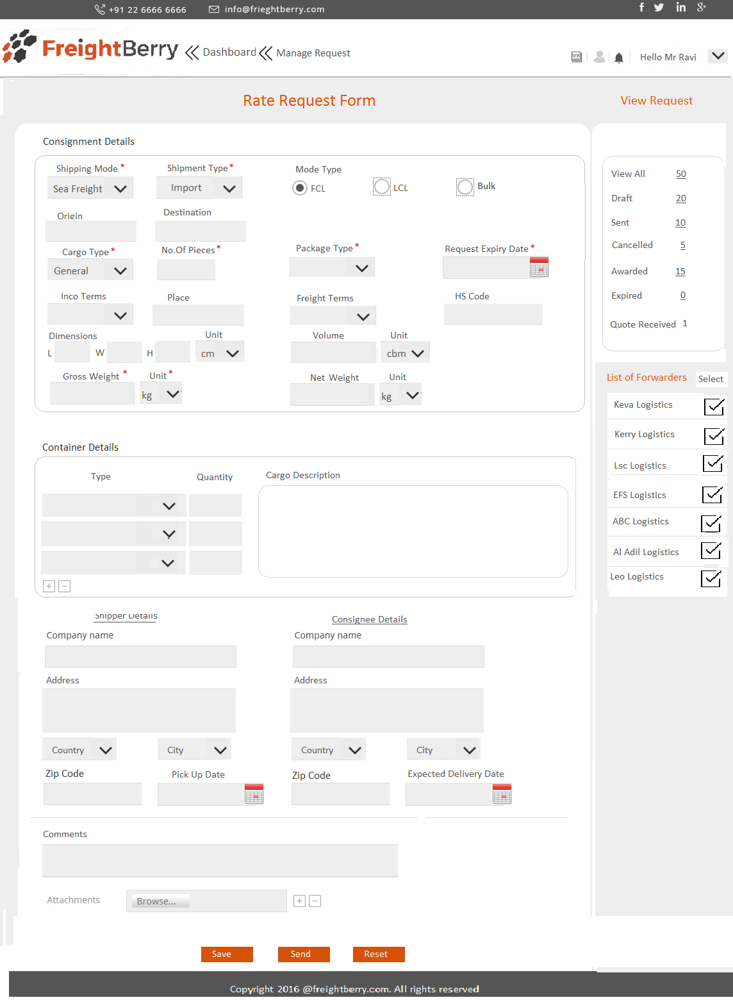 +91 22 6666 6666 info@frieghtberry.com f in g+
FreightBerry Dashboard Manage Request Hello Mr Ravi
Rate Request Form View Request
Consignment Details
Shipping Mode * Shipment Type * Mode Type
Sea Freight Import FCL LCL Bulk
Origin Destination
Cargo Type * No.Of Pieces * Package Type * Request Expiry Date *
General
Inco Terms Place Freight Terms HS Code
Dimensions Unit Volume Unit
L W H cm cbm
Gross Weight * Unit * Net Weight Unit
kg kg
View All 50
Draft 20
Sent 10
Cancelled 5
Awarded 15
Expired 0
Quote Received 1
List of Forwarders Select
Keva Logistics
Kerry Logistics
Lsc Logistics
EFS Logistics
ABC Logistics
Al Adil Logistics
Leo Logistics
Container Details
Type Quantity Cargo Description
+ −
Shipper Details Consignee Details
Company name Company name
Address Address
Country City Country City
Zip Code Pick Up Date Zip Code Expected Delivery Date
Comments
Attachments Browse... + −
Save Send Reset
Copyright 2016 @freightberry.com. All rights reserved